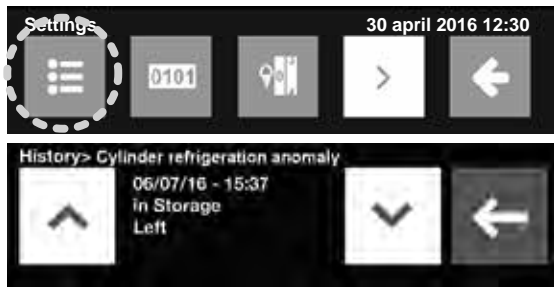 Settings
30 april 2016 12:30
0101
History> Cylinder refrigeration anomaly
06/07/16 - 15:37
in Storage
Left